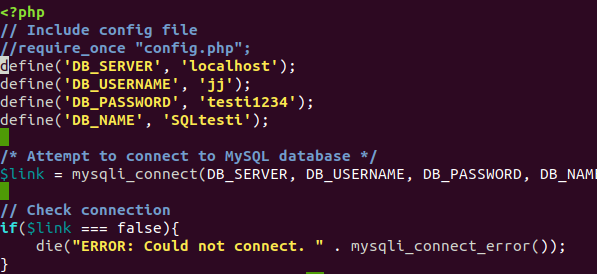 <?php
// Include config file
//require_once "config.php";
define('DB_SERVER', 'localhost');
define('DB_USERNAME', 'jj');
define('DB_PASSWORD', 'testi1234');
define('DB_NAME', 'SQLtesti');
/* Attempt to connect to MySQL database */
$link = mysqli_connect(DB_SERVER, DB_USERNAME, DB_PASSWORD, DB_NAM
// Check connection
if($link === false){
    die("ERROR: Could not connect. " . mysqli_connect_error());
}